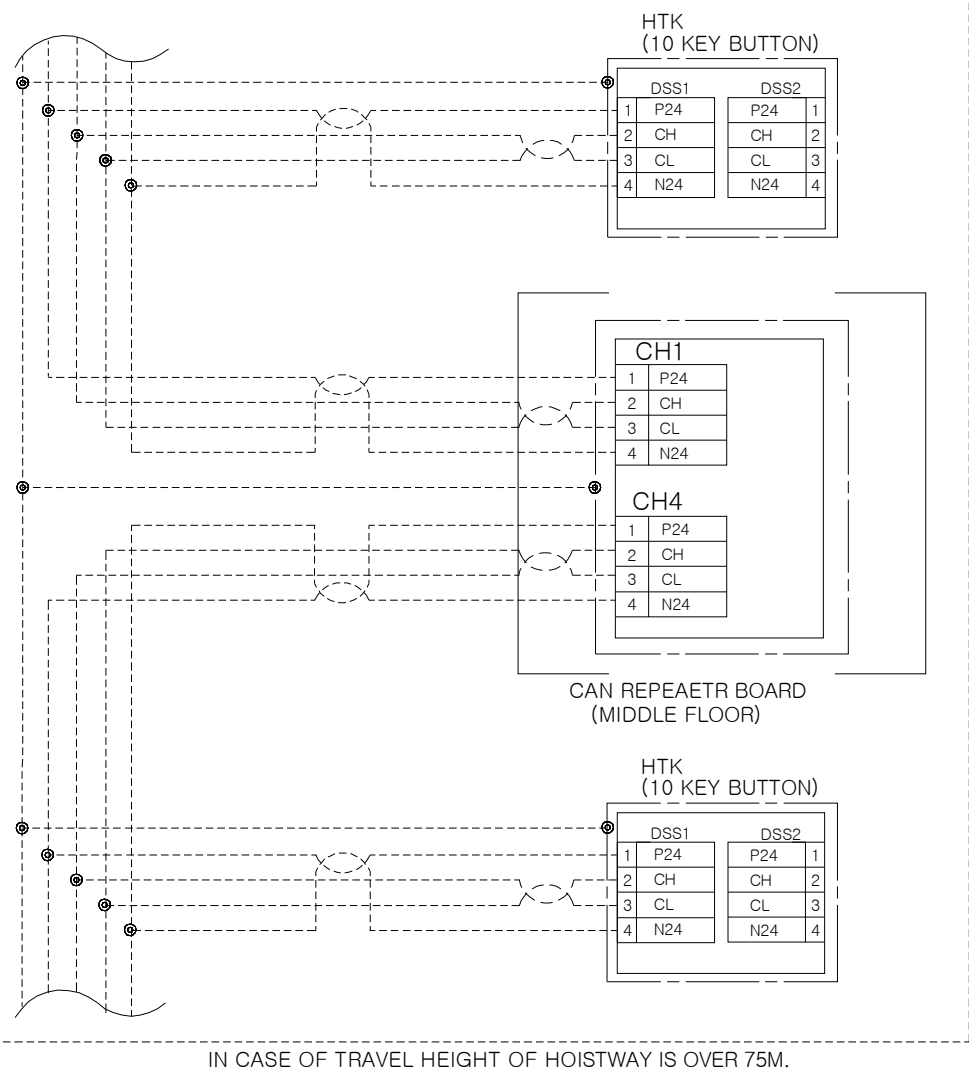 HTK
(10 KEY BUTTON)
DSS1 DSS2
1 P24 P24 1
2 CH CH 2
3 CL CL 3
4 N24 N24 4
CH1
1 P24
2 CH
3 CL
4 N24
CH4
1 P24
2 CH
3 CL
4 N24
CAN REPEAETR BOARD
(MIDDLE FLOOR)
HTK
(10 KEY BUTTON)
DSS1 DSS2
1 P24 P24 1
2 CH CH 2
3 CL CL 3
4 N24 N24 4
IN CASE OF TRAVEL HEIGHT OF HOISTWAY IS OVER 75M.